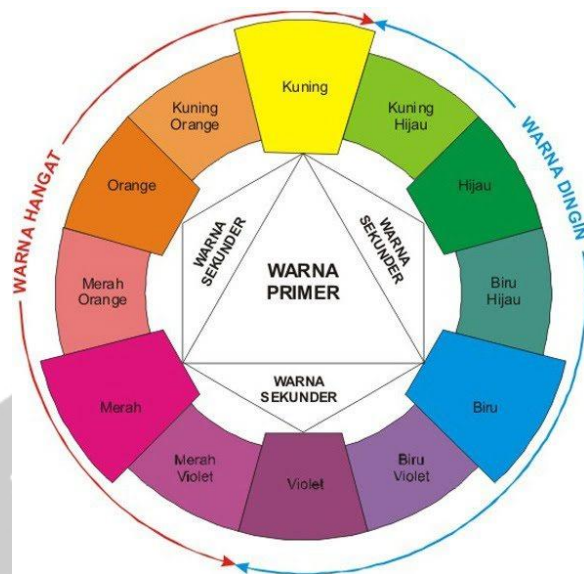 Kuning
Kuning
Hijau
Hijau
Biru
Hijau
Biru
Biru
Violet
Violet
Merah
Violet
Merah
Merah
Orange
Orange
Kuning
Orange
WARNA HANGAT
WARNA DINGIN
WARNA
SEKUNDER
WARNA
SEKUNDER
WARNA
PRIMER
WARNA
SEKUNDER